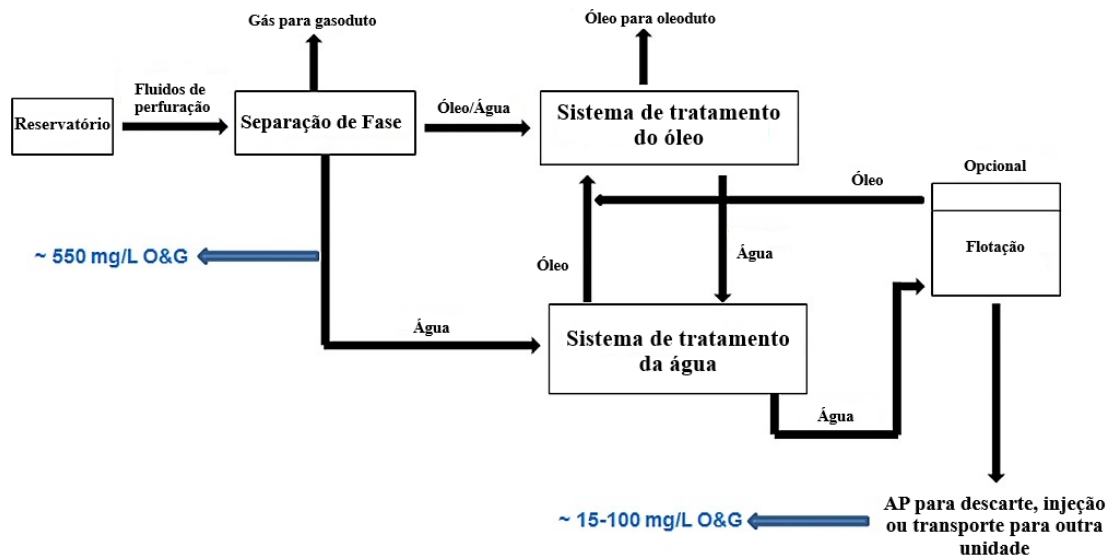 Gás para gasoduto
Óleo para oleoduto
Fluidos de
perfuração
Reservatório
Separação de Fase
Óleo/Água
Sistema de tratamento
do óleo
Opcional
Óleo
Flotação
~ 550 mg/L O&G
Óleo
Água
Água
Sistema de tratamento
da água
Água
~ 15-100 mg/L O&G
AP para descarte, injeção
ou transporte para outra
unidade